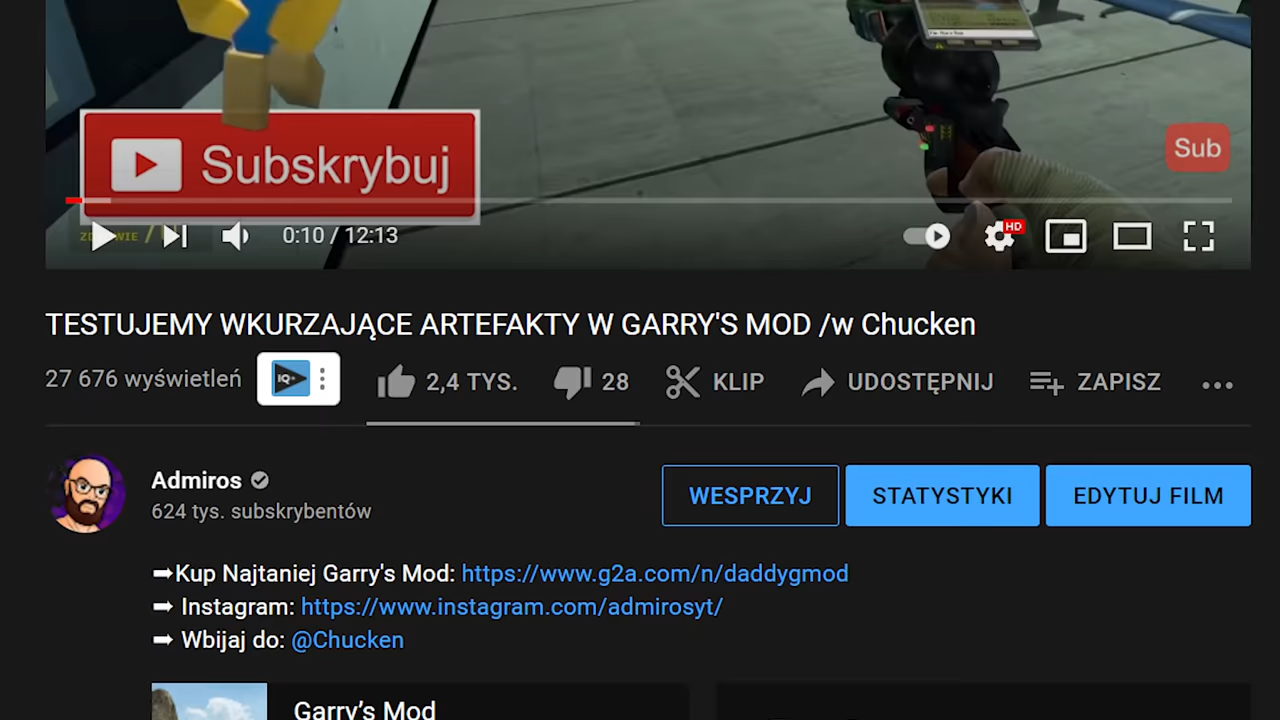 Subskrybuj
Sub
0:10 / 12:13
HD
TESTUJEMY WKURZAJĄCE ARTEFAKTY W GARRY'S MOD /w Chucken
27 676 wyświetleń
IQ
2,4 TYS.
28
KLIP
UDOSTĘPNIJ
ZAPISZ
Admiros
624 tys. subskrybentów
WESPRZYJ
STATYSTYKI
EDYTUJ FILM
➡Kup Najtaniej Garry's Mod: https://www.g2a.com/n/daddygmod
➡ Instagram: https://www.instagram.com/admirosyt/
➡ Wbijaj do: @Chucken
Garry's Mod